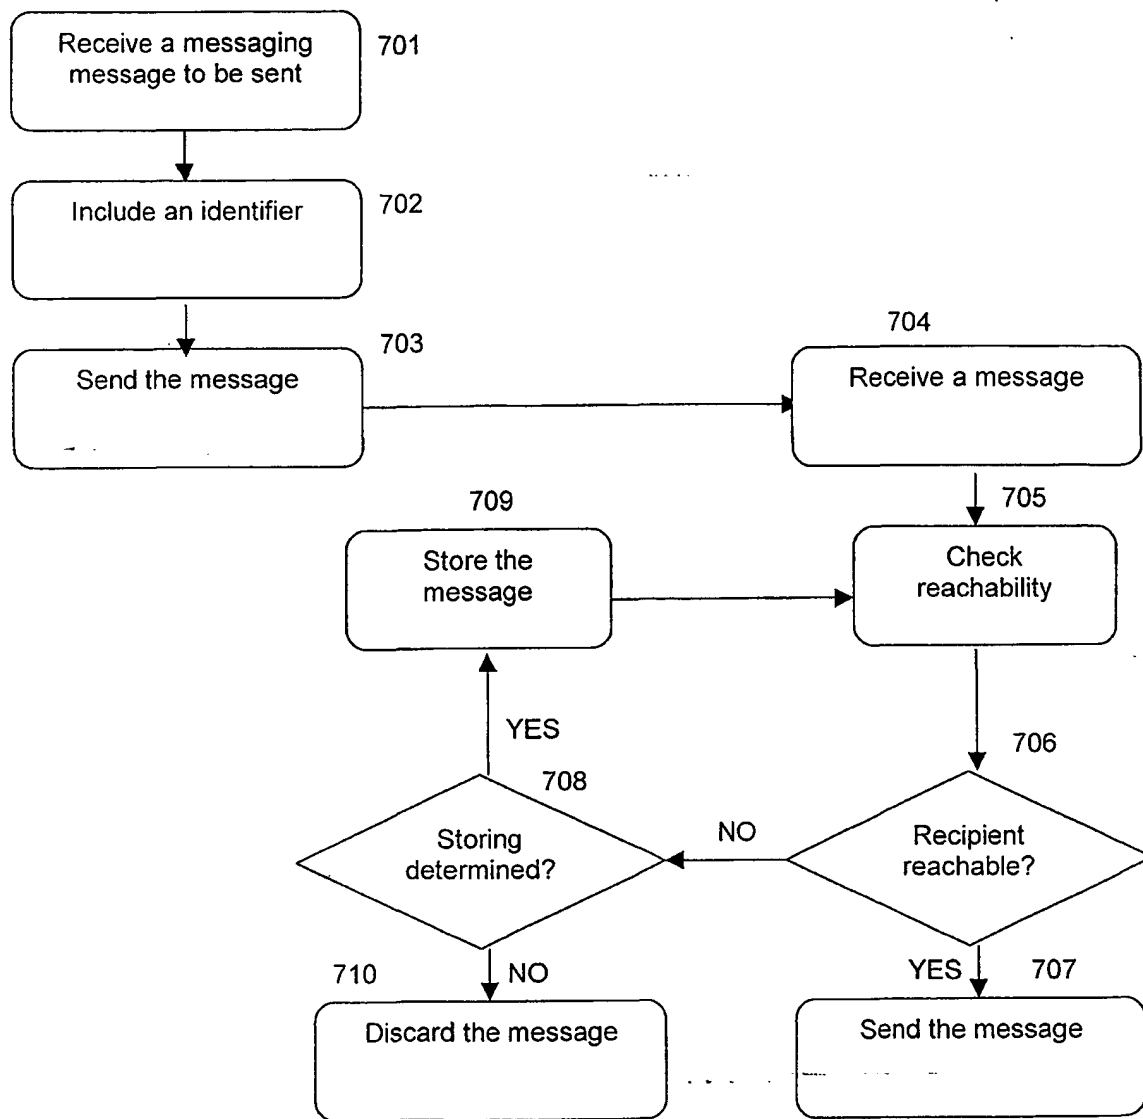 Receive a messaging
message to be sent
701
Include an identifier
702
Send the message
703
704
Receive a message
705
Check
reachability
709
Store the
message
YES
706
Recipient
reachable?
NO
708
Storing
determined?
710
NO
Discard the message
YES
707
Send the message